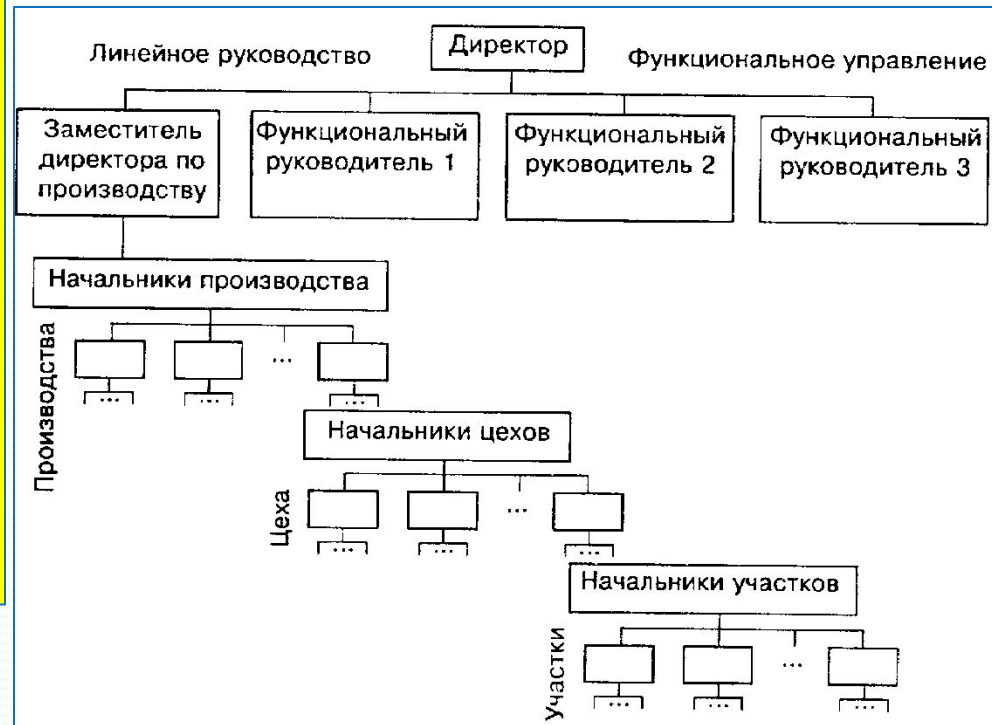 Линейное руководство
Директор
Функциональное управление
Заместитель
директора по
производству
Функциональный
руководитель 1
Функциональный
руководитель 2
Функциональный
руководитель 3
Начальники производства
Производства
...
... ... ...
Начальники цехов
Цеха
...
... ... ...
Начальники участков
Участки
...
... ... ...